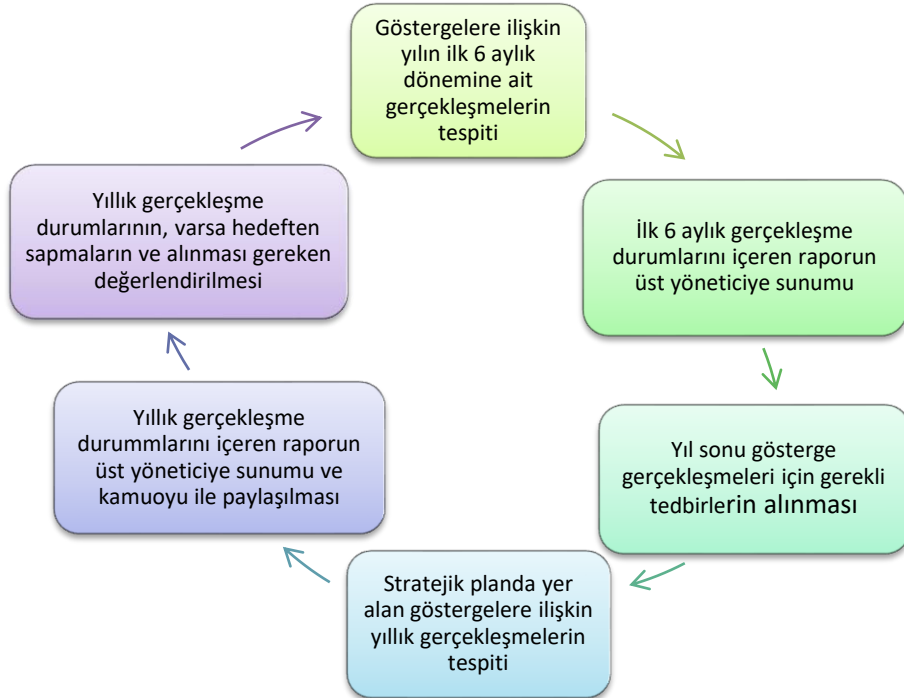 Göstergelere ilişkin
yılın ilk 6 aylık
dönemine ait
gerçekleşmelerin
tespiti
İlk 6 aylık gerçekleşme
durumlarını içeren raporun
üst yöneticiye sunumu
Yıl sonu gösterge
gerçekleşmeleri için gerekli
tedbirlerin alınması
Stratejik planda yer
alan göstergelere ilişkin
yıllık gerçekleşmelerin
tespiti
Yıllık gerçekleşme
durummlarını içeren raporun
üst yöneticiye sunumu ve
kamuoyu ile paylaşılması
Yıllık gerçekleşme
durumlarının, varsa hedeften
sapmaların ve alınması gereken
değerlendirilmesi